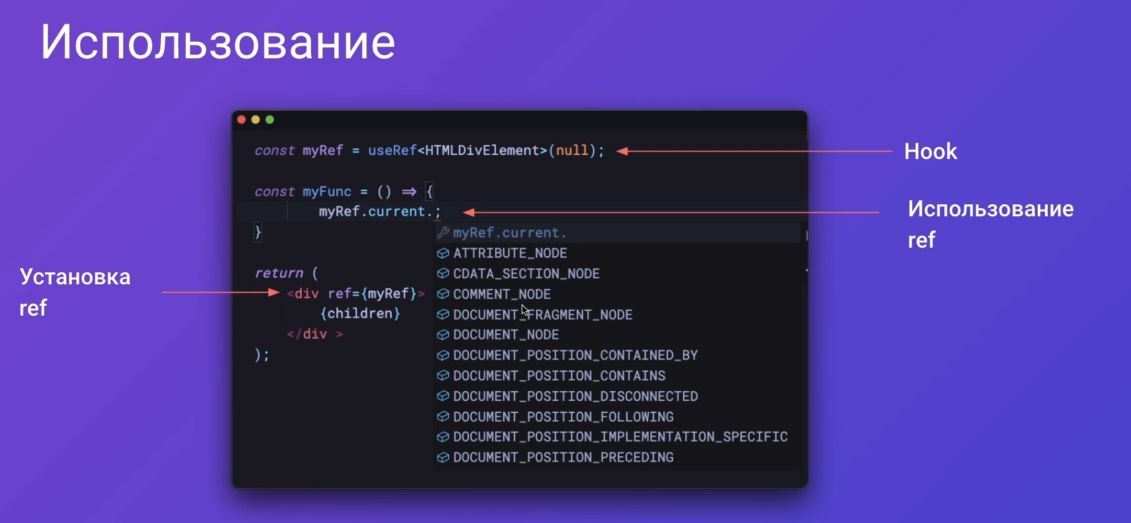 Использование
const myRef = useRef<HTMLDivElement>(null);
Hook
const myFunc = () => {
myRef.current.;
Использование
ref
}
myRef.current.
ATTRIBUTE_NODE
return (
CDATA_SECTION_NODE
Установка
ref
<div ref={myRef}>
COMMENT_NODE
{children}
DOCUMENT_FRAGMENT_NODE
</div >
DOCUMENT_NODE
);
DOCUMENT_POSITION_CONTAINED_BY
DOCUMENT_POSITION_CONTAINS
DOCUMENT_POSITION_DISCONNECTED
DOCUMENT_POSITION_FOLLOWING
DOCUMENT_POSITION_IMPLEMENTATION_SPECIFIC
DOCUMENT_POSITION_PRECEDING